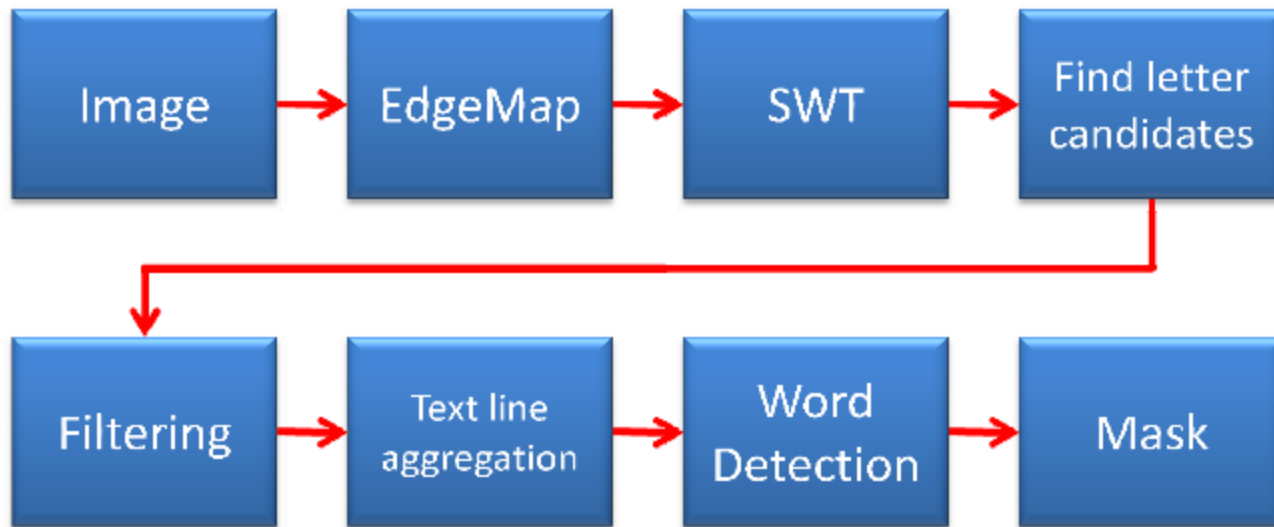 Image
EdgeMap
SWT
Find letter
candidates
Filtering
Text line
aggregation
Word
Detection
Mask